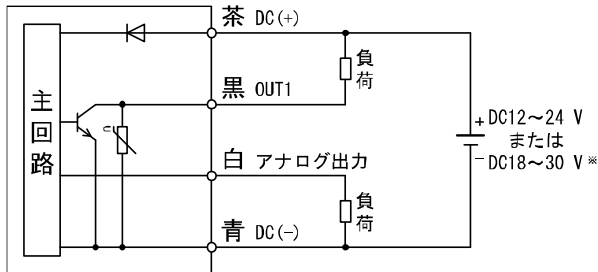 茶 DC(+)
負荷
主回路
黒 OUT1
+ DC12～24 V
または
- DC18～30 V ※
白 アナログ出力
負荷
青 DC(-)